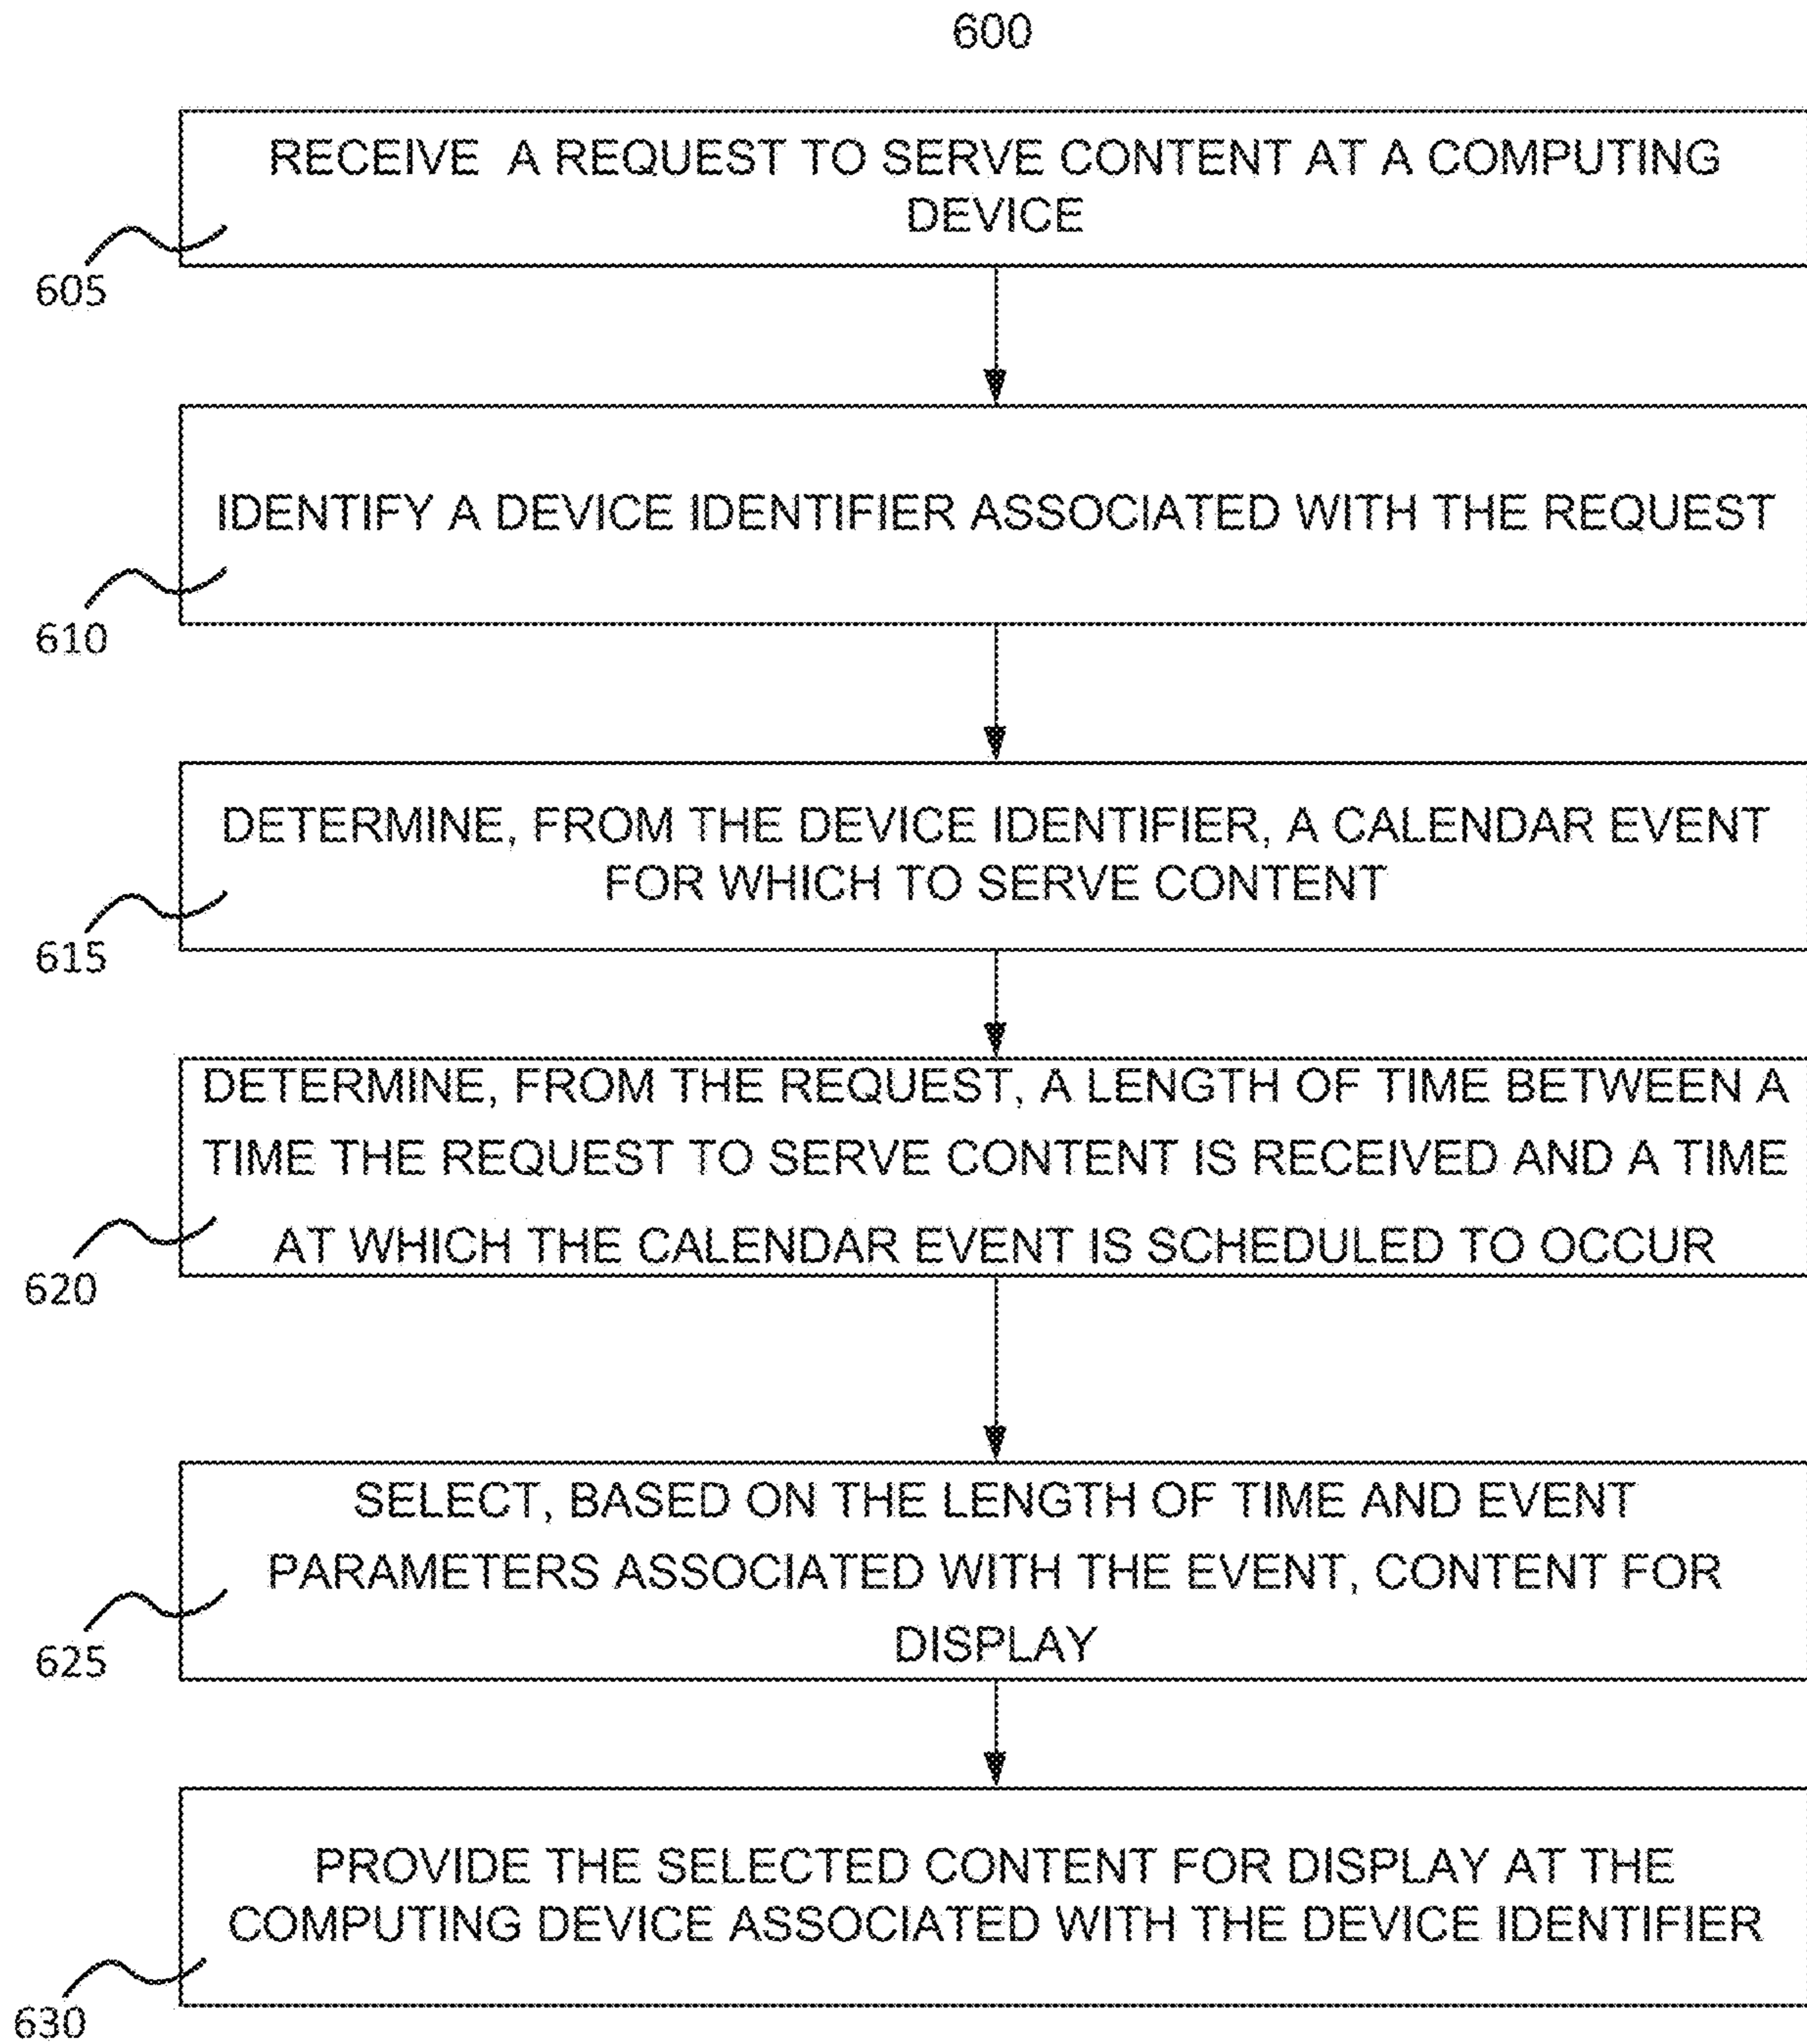 600
RECEIVE A REQUEST TO SERVE CONTENT AT A COMPUTING
DEVICE
605
IDENTIFY A DEVICE IDENTIFIER ASSOCIATED WITH THE REQUEST
610
DETERMINE, FROM THE DEVICE IDENTIFIER, A CALENDAR EVENT
FOR WHICH TO SERVE CONTENT
615
DETERMINE, FROM THE REQUEST, A LENGTH OF TIME BETWEEN A
TIME THE REQUEST TO SERVE CONTENT IS RECEIVED AND A TIME
AT WHICH THE CALENDAR EVENT IS SCHEDULED TO OCCUR
620
SELECT, BASED ON THE LENGTH OF TIME AND EVENT
PARAMETERS ASSOCIATED WITH THE EVENT, CONTENT FOR
DISPLAY
625
PROVIDE THE SELECTED CONTENT FOR DISPLAY AT THE
COMPUTING DEVICE ASSOCIATED WITH THE DEVICE IDENTIFIER
630